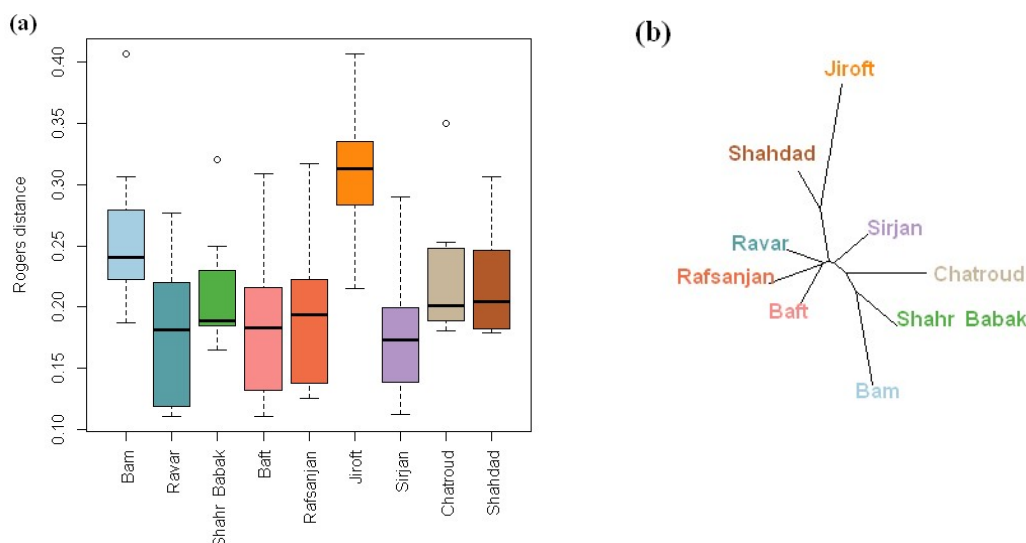 (a)
Rogers distance
0.40
0.35
0.30
0.25
0.20
0.15
0.10
Bam
Ravar
Shahr Babak
Baft
Rafsanjan
Jiroft
Sirjan
Chatroud
Shahdad
(b)
Jiroft
Shahdad
Sirjan
Ravar
Rafsanjan
Chatroud
Baft
Shahr Babak
Bam